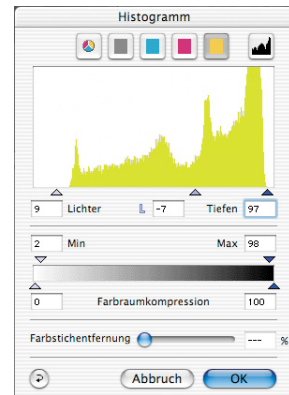 Histogramm
9 Lichter L -7 Tiefen 97
2 Min Max 98
0 Farbraumkompression 100
Farbstichentfernung --- %
Abbruch OK